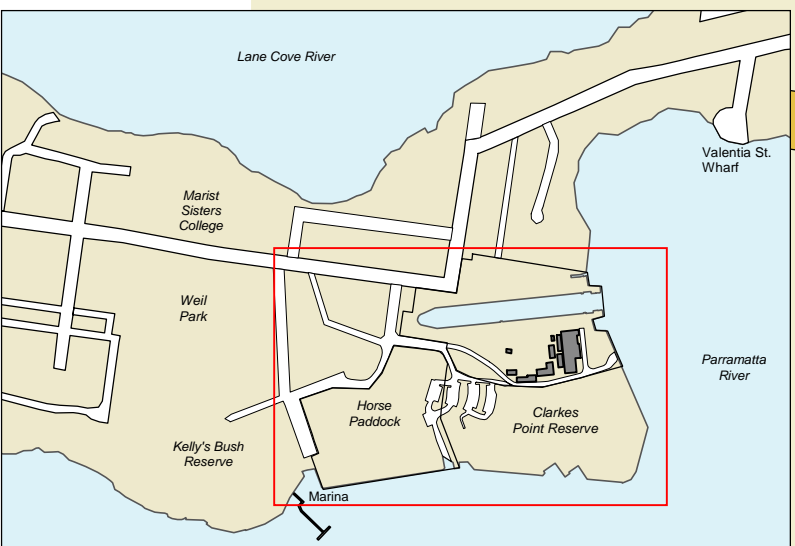 Lane Cove River
Valentia St.
Wharf
Marist
Sisters
College
Weil
Park
Parramatta
River
Horse
Paddock
Clarkes
Point Reserve
Kelly's Bush
Reserve
Marina